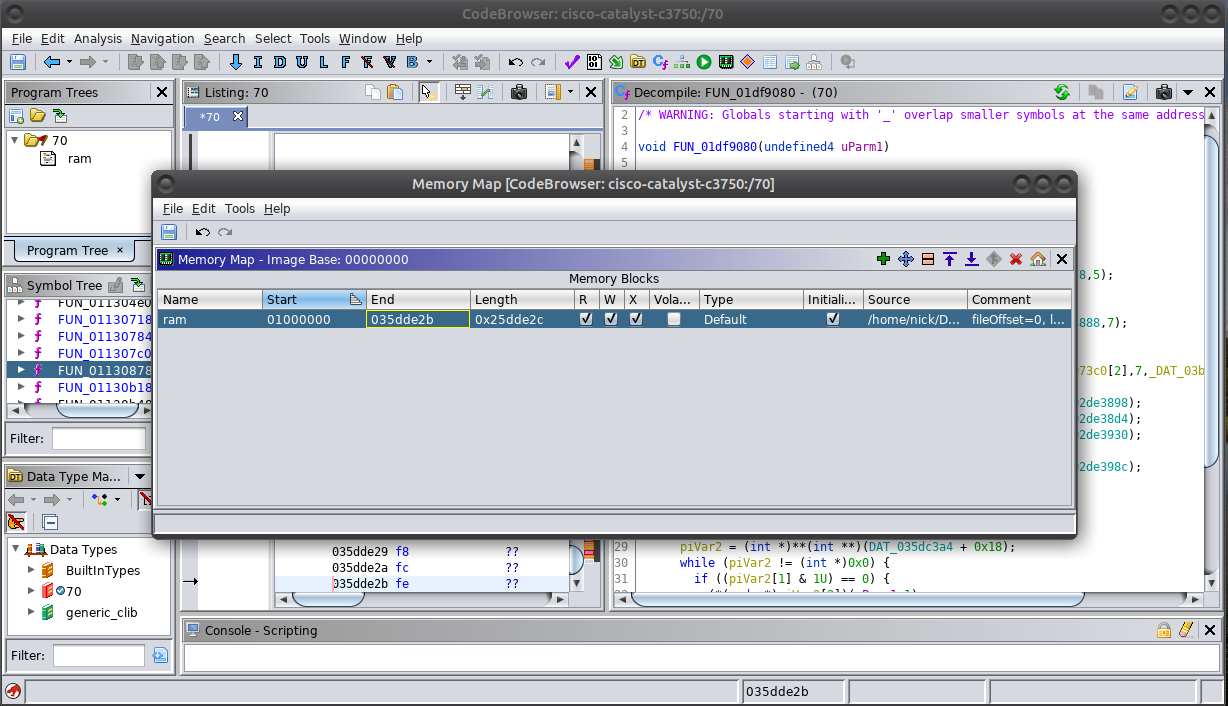 CodeBrowser: cisco-catalyst-c3750:/70
File Edit Analysis Navigation Search Select Tools Window Help
I D U L F B
Program Trees
70
ram
Program Tree ×
Listing: 70
*70
Decompile: FUN_01df9080 - (70)
2 /* WARNING: Globals starting with '_' overlap smaller symbols at the same address
3
4 void FUN_01df9080(undefined4 uParm1)
5
8,5);
888,7);
73c0[2],7,_DAT_03b
2de3898);
2de38d4);
2de3930);
2de398c);
29 piVar2 = (int *)**(int **)(DAT_035dc3a4 + 0x18);
30 while (piVar2 != (int *)0x0) {
31 if ((piVar2[1] & 1U) == 0) {
Memory Map [CodeBrowser: cisco-catalyst-c3750:/70]
File Edit Tools Help
Memory Map - Image Base: 00000000
Memory Blocks
Name Start End Length R W X Vola... Type Initiali... Source Comment
ram 01000000 035dde2b 0x25dde2c Default /home/nick/D... fileOffset=0, l...
Symbol Tree
FUN_011304e0
FUN_01130718
FUN_01130784
FUN_011307c0
FUN_01130878
FUN_01130b18
Filter:
Data Type Ma...
Data Types
BuiltInTypes
70
generic_clib
Filter:
035dde29 f8 ??
035dde2a fc ??
035dde2b fe ??
Console - Scripting
035dde2b